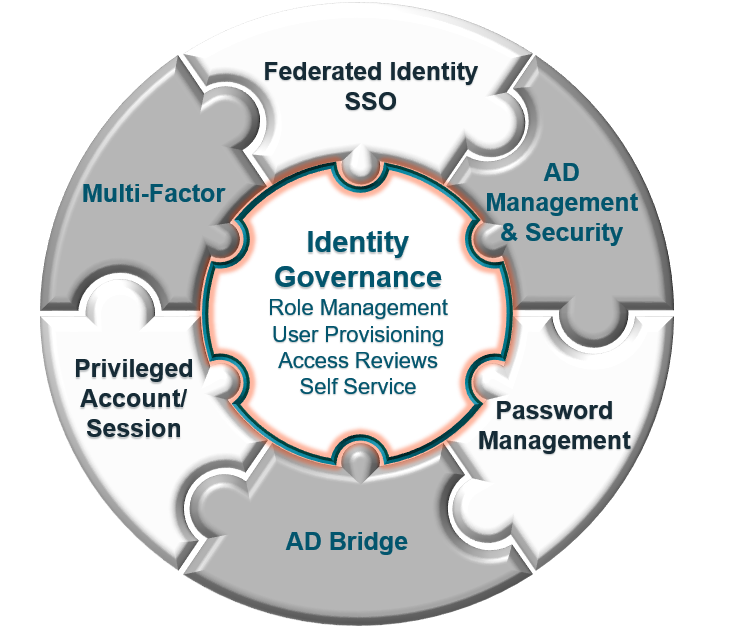 Federated Identity
SSO
AD
Management
& Security
Password
Management
AD Bridge
Privileged
Account/
Session
Multi-Factor
Identity
Governance
Role Management
User Provisioning
Access Reviews
Self Service